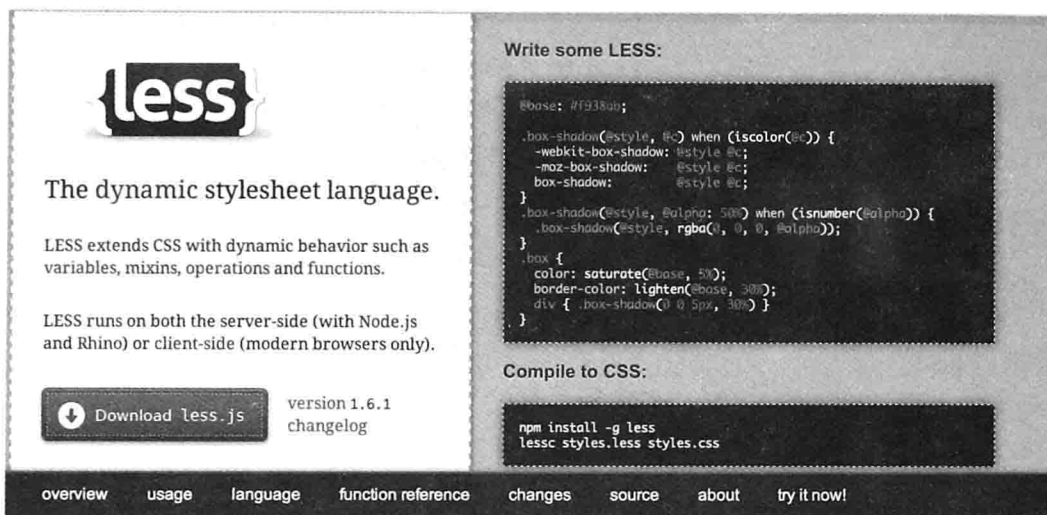 {less}
The dynamic stylesheet language.
LESS extends CSS with dynamic behavior such as
variables, mixins, operations and functions.
LESS runs on both the server-side (with Node.js
and Rhino) or client-side (modern browsers only).
Download less.js
version 1.6.1
changelog
Write some LESS:
@base: #f938ab;
.box-shadow(@style, @c) when (iscolor(@c)) {
-webkit-box-shadow: @style @c;
-moz-box-shadow: @style @c;
box-shadow: @style @c;
}
.box-shadow(@style, @alpha: 50%) when (isnumber(@alpha)) {
.box-shadow(@style, rgba(0, 0, 0, @alpha));
}
.box {
color: saturate(@base, 5%);
border-color: lighten(@base, 30%);
div { .box-shadow(0 0 5px, 30%) }
}
Compile to CSS:
npm install -g less
lessc styles.less styles.css
overview usage language function reference changes source about try it now!